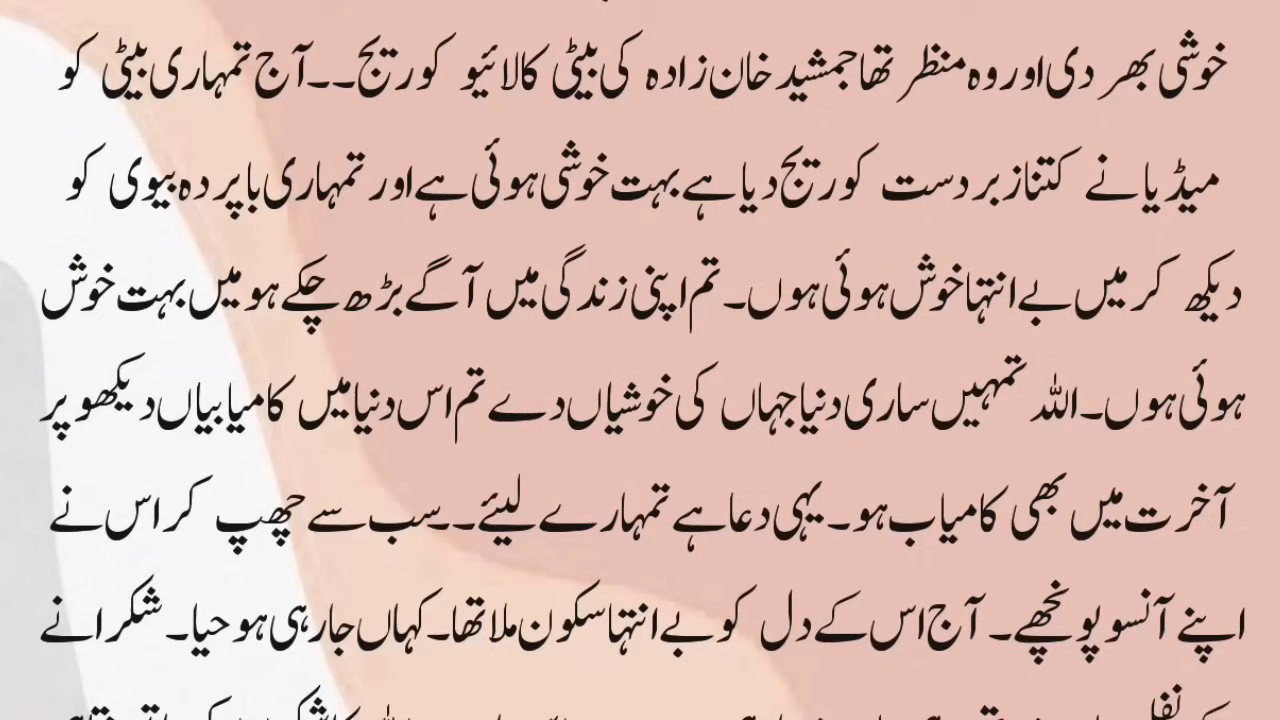 خوشی بھر دی اور وہ منظر تھا جمشید خان زادہ کی بیٹی کا لائیو کوریج۔۔ آج تمہاری بیٹی کو
میڈیا نے کتنا زبردست کوریج دیا ہے بہت خوشی ہوئی ہے اور تمہاری باپردہ بیوی کو
دیکھ کر میں بے انتہا خوش ہوئی ہوں۔ تم اپنی زندگی میں آگے بڑھ چکے ہو میں بہت خوش
ہوئی ہوں۔ اللہ تمہیں ساری دنیا جہاں کی خوشیاں دے تم اس دنیا میں کامیابیاں دیکھو پر
آخرت میں بھی کامیاب ہو۔ یہی دعا ہے تمہارے لیئے۔۔ سب سے چھپ کر اس نے
اپنے آنسو پونچھے۔ آج اس کے دل کو بے انتہا سکون ملا تھا۔ کہاں جا رہی ہو حیا۔ شکرانے